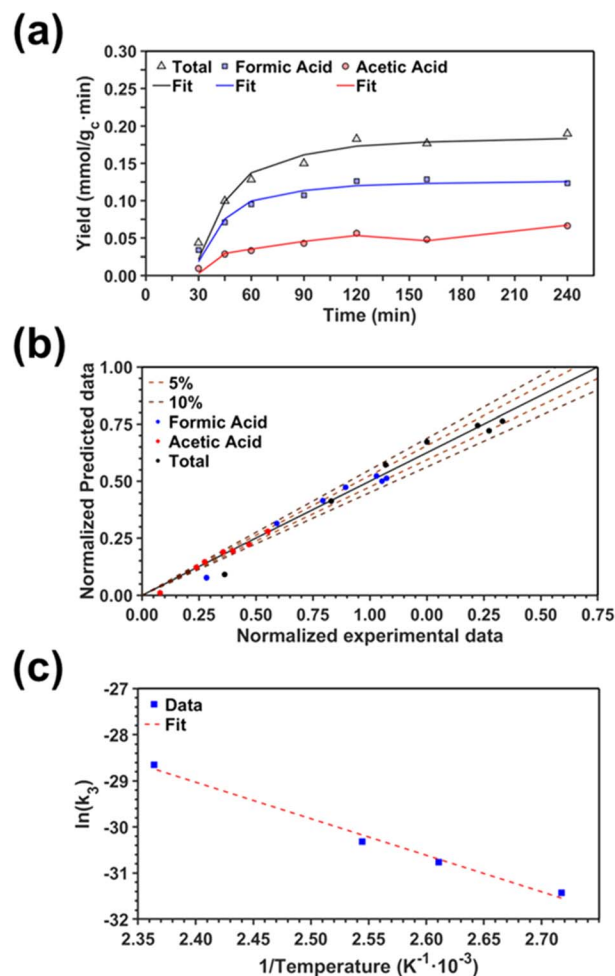 (a)
0.30
0.25
0.20
0.15
0.10
0.05
0.00
Yield (mmol/gc·min)
Total Formic Acid Acetic Acid
Fit Fit Fit
0 30 60 90 120 150 180 210 240
Time (min)
(b)
1.00
0.75
0.50
0.25
0.00
Normalized Predicted data
5%
10%
Formic Acid
Acetic Acid
Total
0.00 0.25 0.50 0.75 1.00 0.00 0.25 0.50 0.75
Normalized experimental data
(c)
-27
-28
-29
-30
-31
-32
ln(k3)
Data
Fit
2.35 2.40 2.45 2.50 2.55 2.60 2.65 2.70
1/Temperature (K-1·10-3)